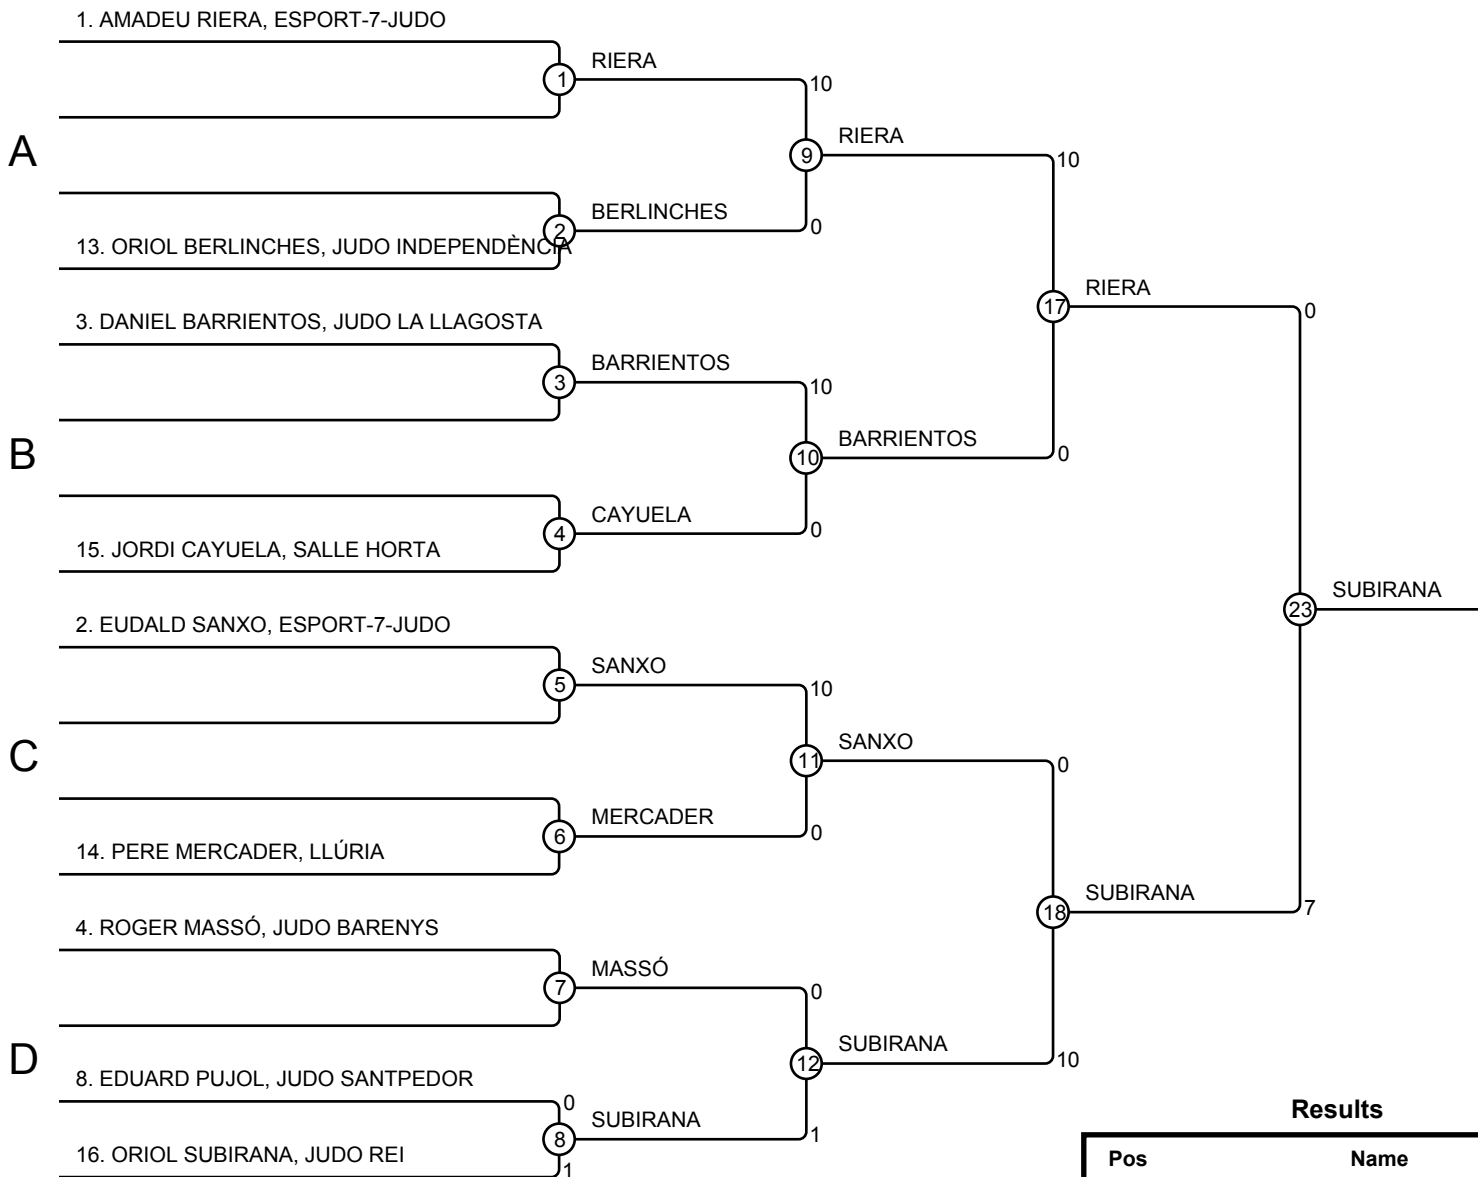 1. AMADEU RIERA, ESPORT-7-JUDO
1
RIERA
10
A
9
RIERA
10
2
BERLINCHES
0
13. ORIOL BERLINCHES, JUDO INDEPENDÈNCIA
17
RIERA
0
3. DANIEL BARRIENTOS, JUDO LA LLAGOSTA
3
BARRIENTOS
10
B
10
BARRIENTOS
0
4
CAYUELA
0
15. JORDI CAYUELA, SALLE HORTA
23
SUBIRANA
2. EUDALD SANXO, ESPORT-7-JUDO
5
SANXO
10
C
11
SANXO
0
6
MERCADER
0
14. PERE MERCADER, LLÚRIA
18
SUBIRANA
7
4. ROGER MASSÓ, JUDO BARENYS
7
MASSÓ
0
D
12
SUBIRANA
10
8. EDUARD PUJOL, JUDO SANTPEDOR
0
8
SUBIRANA
1
16. ORIOL SUBIRANA, JUDO REI
1
Results
Pos Name